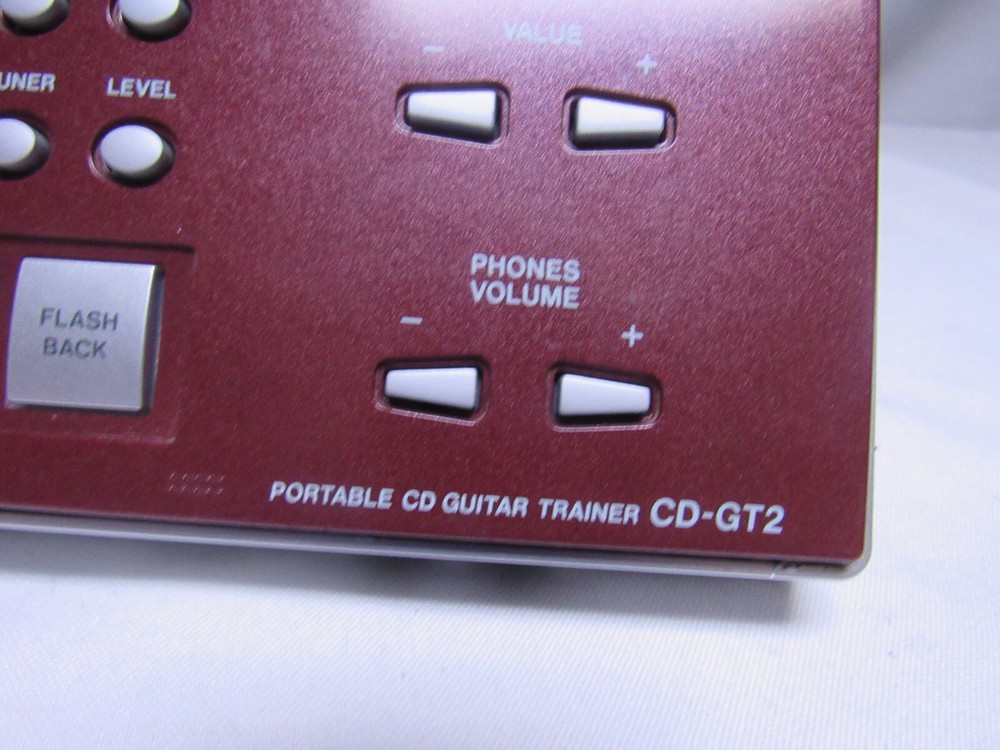 VALUE
- +
UNER LEVEL
PHONES
VOLUME
- +
FLASH
BACK
PORTABLE CD GUITAR TRAINER CD-GT2